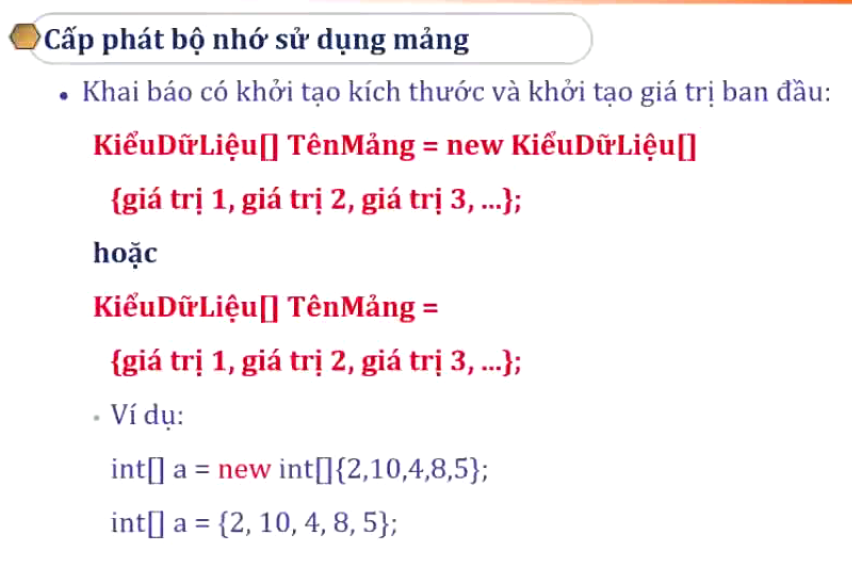 Cấp phát bộ nhớ sử dụng mảng
• Khai báo có khởi tạo kích thước và khởi tạo giá trị ban đầu:
KiểuDữLiệu[] TênMảng = new KiểuDữLiệu[]
{giá trị 1, giá trị 2, giá trị 3, ...};
hoặc
KiểuDữLiệu[] TênMảng =
{giá trị 1, giá trị 2, giá trị 3, ...};
• Ví dụ:
int[] a = new int[]{2,10,4,8,5};
int[] a = {2, 10, 4, 8, 5};